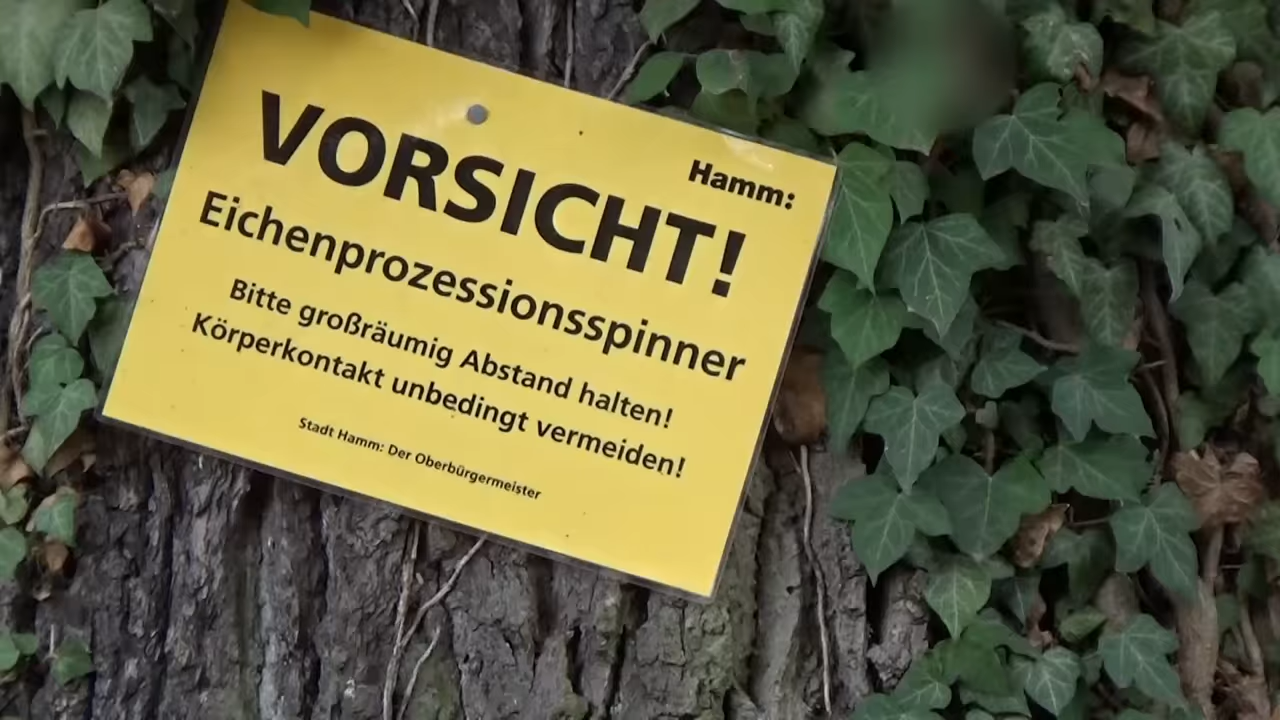 Hamm:
VORSICHT!
Eichenprozessionsspinner
Bitte großräumig Abstand halten!
Körperkontakt unbedingt vermeiden!
Stadt Hamm: Der Oberbürgermeister